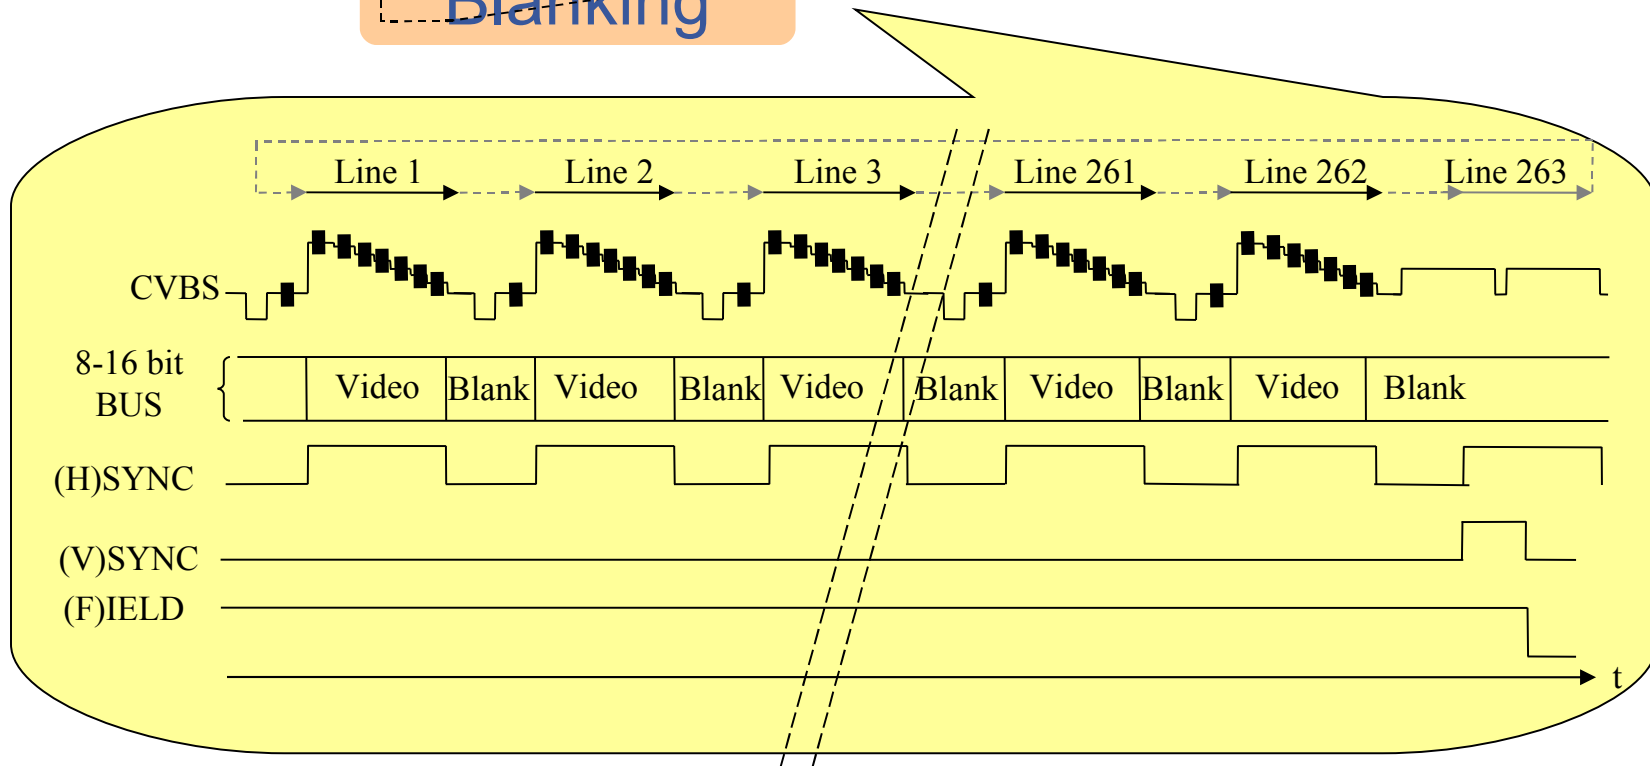 Blanking
Line 1 Line 2 Line 3 Line 261 Line 262 Line 263
CVBS
8-16 bit
BUS
Video Blank Video Blank Video Blank Video Blank Video Blank
(H)SYNC
(V)SYNC
(F)IELD
t